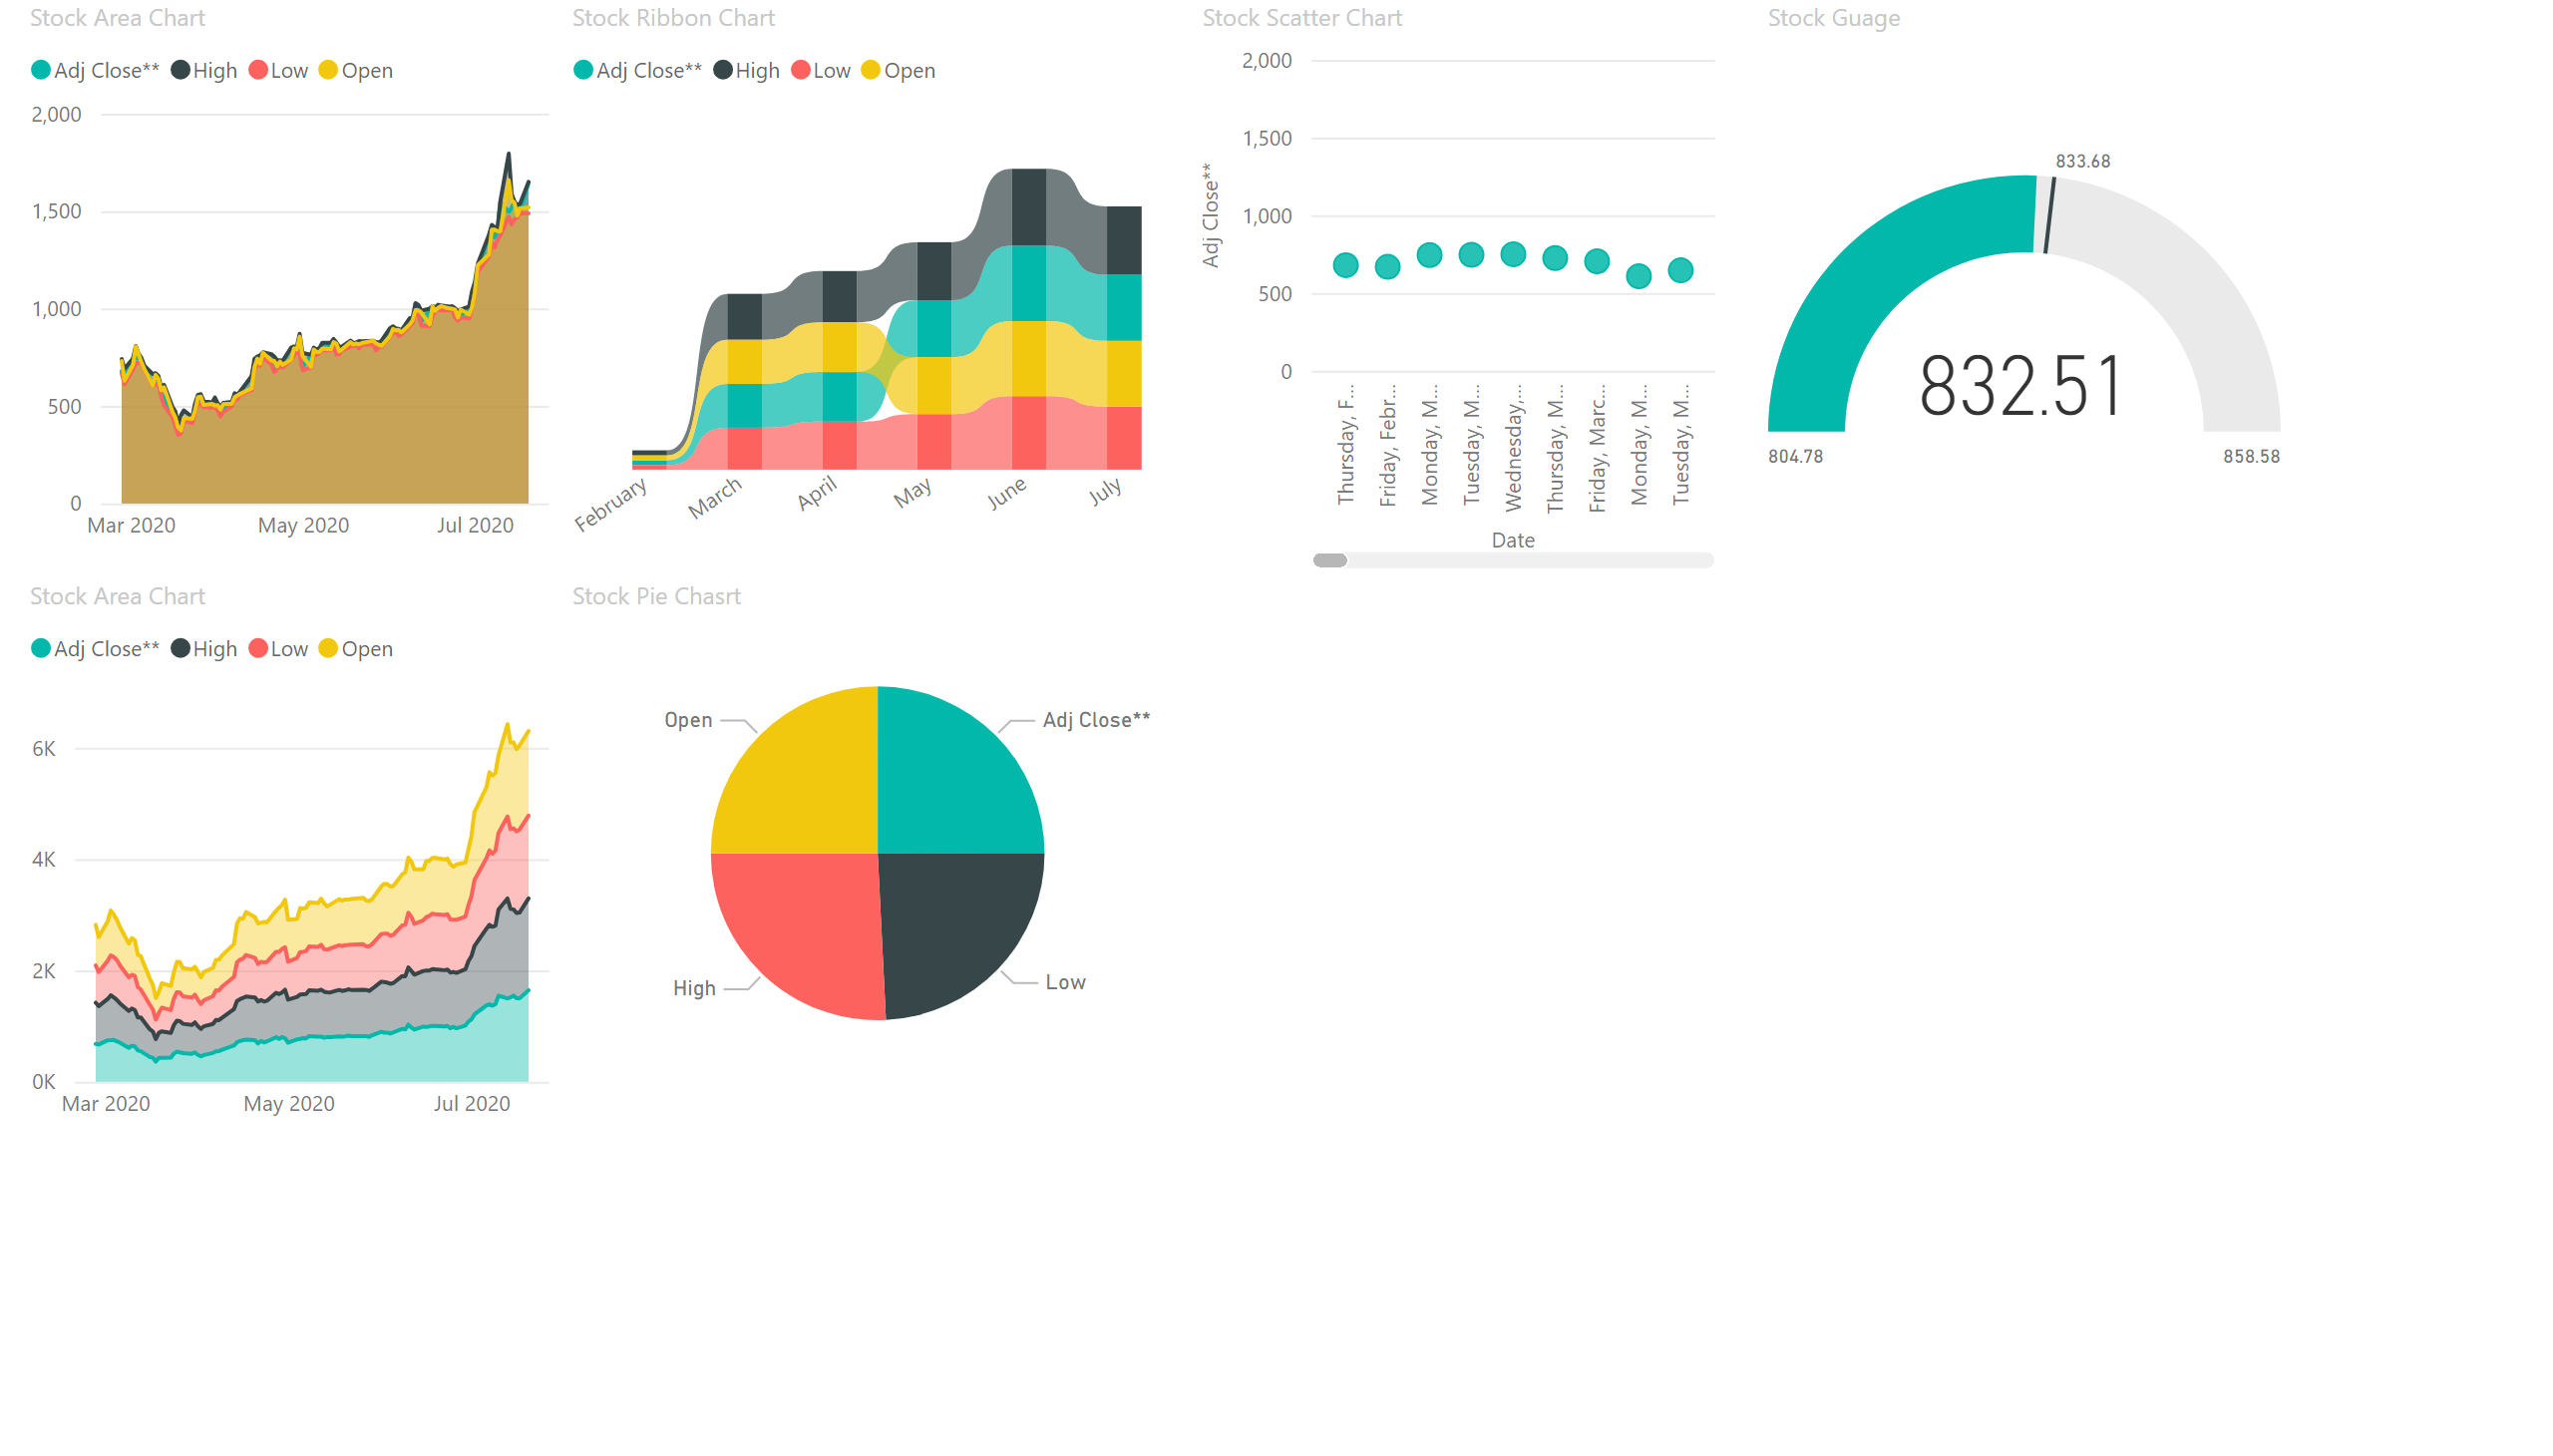 Stock Area Chart
Adj Close** High Low Open
2,000
1,500
1,000
500
0
Mar 2020 May 2020 Jul 2020
Stock Ribbon Chart
Adj Close** High Low Open
February March April May June July
Stock Scatter Chart
Adj Close**
2,000
1,500
1,000
500
0
Thursday, F...
Friday, Febr...
Monday, M...
Tuesday, M...
Wednesday,...
Thursday, M...
Friday, Marc...
Monday, M...
Tuesday, M...
Date
Stock Guage
833.68
832.51
804.78 858.58
Stock Area Chart
Adj Close** High Low Open
6K
4K
2K
0K
Mar 2020 May 2020 Jul 2020
Stock Pie Chasrt
Open Adj Close**
High Low